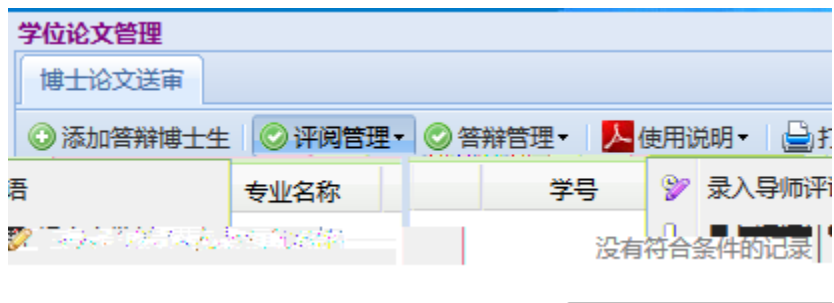 学位论文管理
博士论文送审
添加答辩博士生 评阅管理 答辩管理 使用说明
语 专业名称 学号 录入导师评
没有符合条件的记录